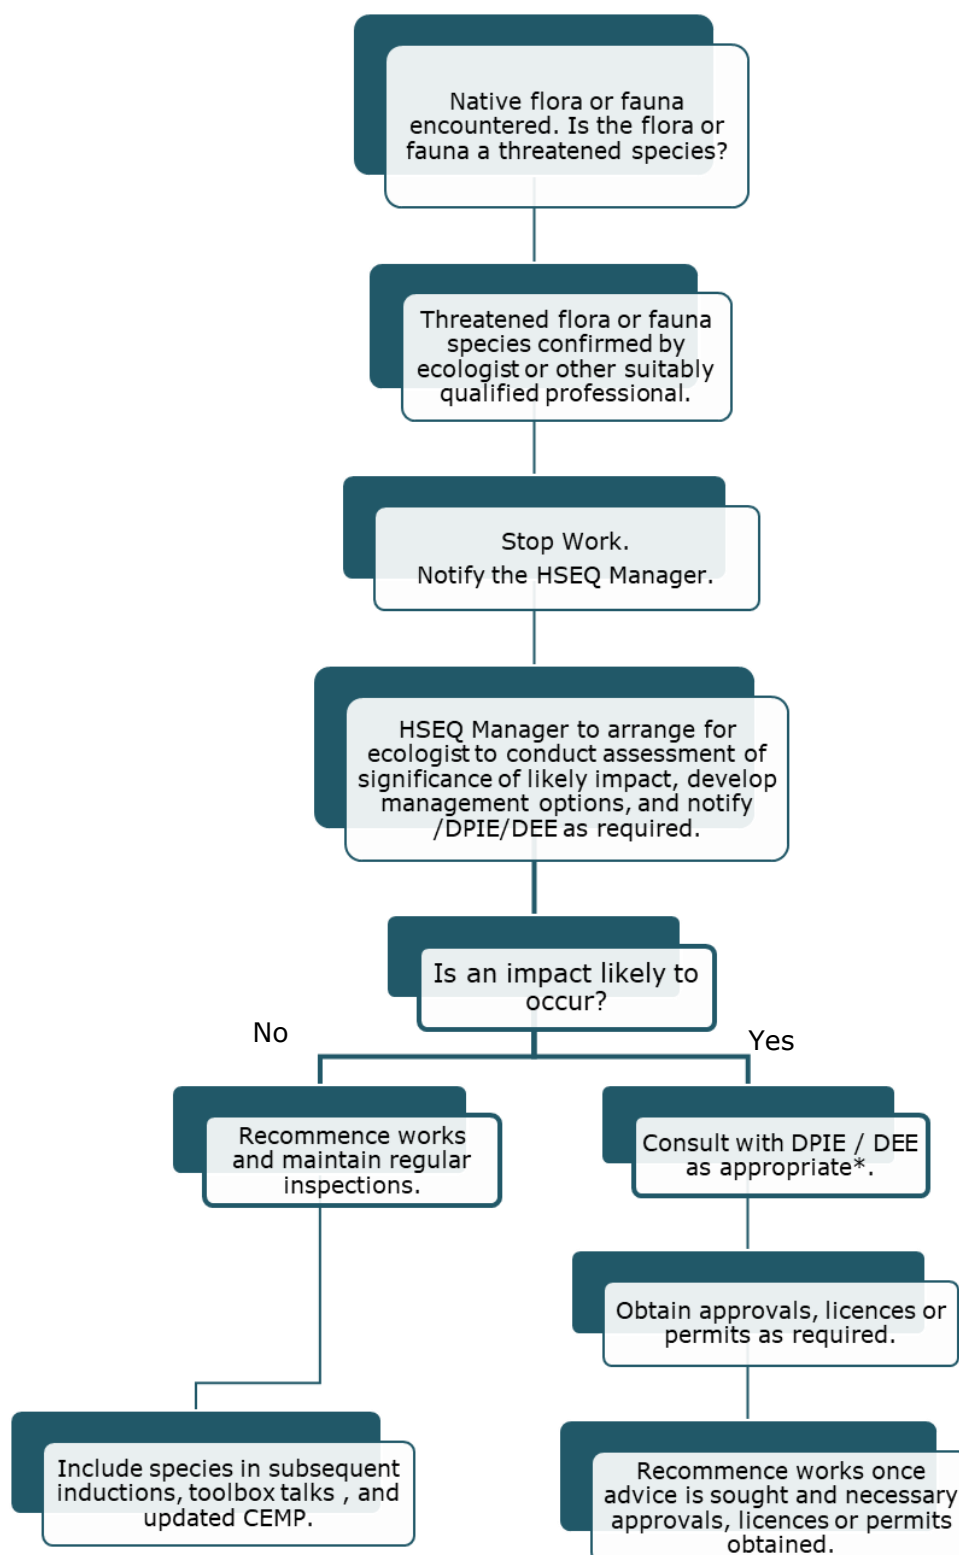 Native flora or fauna
encountered. Is the flora or
fauna a threatened species?
Threatened flora or fauna
species confirmed by
ecologist or other suitably
qualified professional.
Stop Work.
Notify the HSEQ Manager.
HSEQ Manager to arrange for
ecologist to conduct assessment of
significance of likely impact, develop
management options, and notify
/DPIE/DEE as required.
Is an impact likely to
occur?
No
Yes
Recommence works
and maintain regular
inspections.
Consult with DPIE / DEE
as appropriate*.
Obtain approvals, licences or
permits as required.
Include species in subsequent
inductions, toolbox talks , and
updated CEMP.
Recommence works once
advice is sought and necessary
approvals, licences or permits
obtained.